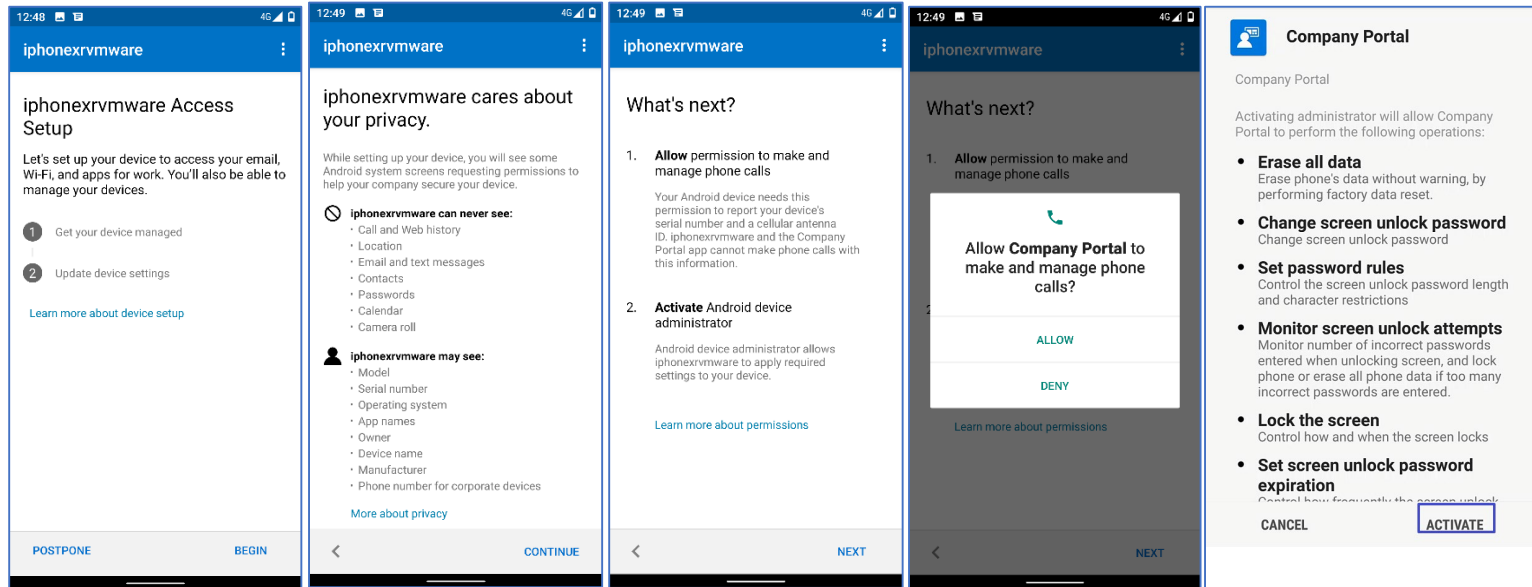 12:48
4G
iphonexrvmware
iphonexrvmware Access
Setup
Let's set up your device to access your email,
Wi-Fi, and apps for work. You'll also be able to
manage your devices.
1 Get your device managed
2 Update device settings
Learn more about device setup
POSTPONE
BEGIN
12:49
4G
iphonexrvmware
iphonexrvmware cares about
your privacy.
While setting up your device, you will see some
Android system screens requesting permissions to
help your company secure your device.
iphonexrvmware can never see:
• Call and Web history
• Location
• Email and text messages
• Contacts
• Passwords
• Calendar
• Camera roll
iphonexrvmware may see:
• Model
• Serial number
• Operating system
• App names
• Owner
• Device name
• Manufacturer
• Phone number for corporate devices
More about privacy
CONTINUE
12:49
4G
iphonexrvmware
What's next?
1. Allow permission to make and
manage phone calls
Your Android device needs this
permission to report your device's
serial number and a cellular antenna
ID. iphonexrvmware and the Company
Portal app cannot make phone calls with
this information.
2. Activate Android device
administrator
Android device administrator allows
iphonexrvmware to apply required
settings to your device.
Learn more about permissions
NEXT
12:49
4G
iphonexrvmware
What's next?
1. Allow permission to make and
manage phone calls
Allow Company Portal to
make and manage phone
calls?
ALLOW
DENY
2
Learn more about permissions
NEXT
Company Portal
Company Portal
Activating administrator will allow Company
Portal to perform the following operations:
• Erase all data
Erase phone's data without warning, by
performing factory data reset.
• Change screen unlock password
Change screen unlock password
• Set password rules
Control the screen unlock password length
and character restrictions
• Monitor screen unlock attempts
Monitor number of incorrect passwords
entered when unlocking screen, and lock
phone or erase all phone data if too many
incorrect passwords are entered.
• Lock the screen
Control how and when the screen locks
• Set screen unlock password
expiration
Control how frequently the screen unlock
CANCEL
ACTIVATE